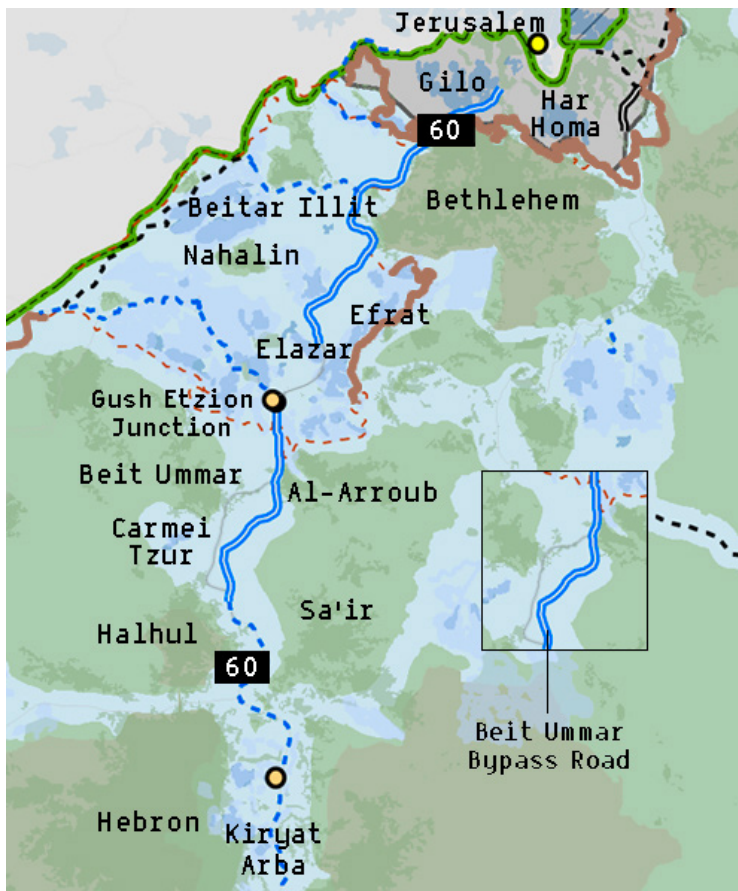 Jerusalem
Gilo
Har
Homa
60
Beitar Illit
Bethlehem
Nahalin
Efrat
Elazar
Gush Etzion
Junction
Beit Ummar
Al-Arroub
Carmei
Tzur
Sa'ir
Halhul
60
Beit Ummar
Bypass Road
Hebron
Kiryat
Arba